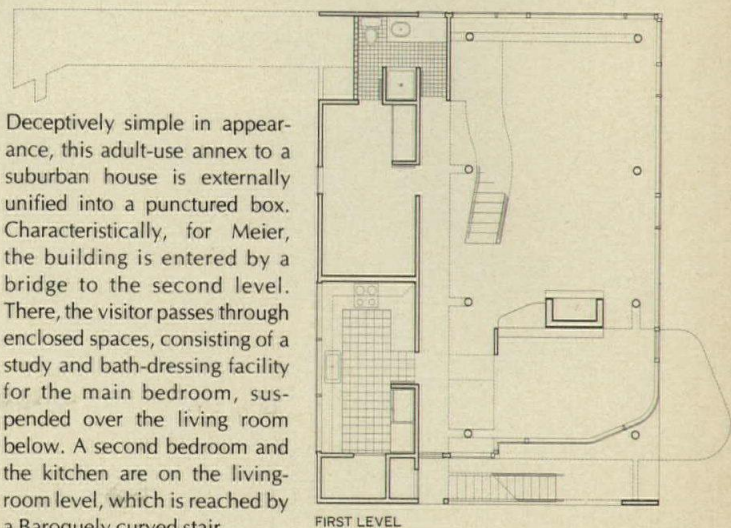 Deceptively simple in appear-
ance, this adult-use annex to a
suburban house is externally
unified into a punctured box.
Characteristically, for Meier,
the building is entered by a
bridge to the second level.
There, the visitor passes through
enclosed spaces, consisting of a
study and bath-dressing facility
for the main bedroom, sus-
pended over the living room
below. A second bedroom and
the kitchen are on the living-
room level, which is reached by
a Baroquely curved stair.
FIRST LEVEL